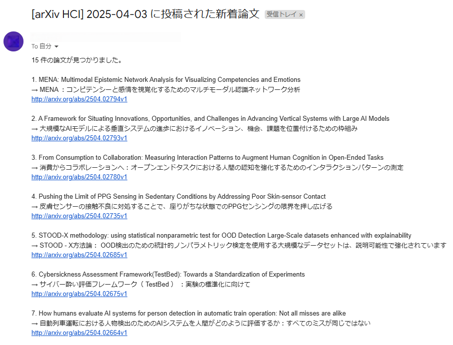 [arXiv HCI] 2025-04-03 に投稿された新着論文 受信トレイ ×
To 自分
15 件の論文が見つかりました。
1. MENA: Multimodal Epistemic Network Analysis for Visualizing Competencies and Emotions
→ MENA ：コンピテンシーと感情を視覚化するためのマルチモーダル認識ネットワーク分析
http://arxiv.org/abs/2504.02794v1
2. A Framework for Situating Innovations, Opportunities, and Challenges in Advancing Vertical Systems with Large AI Models
→ 大規模なAIモデルによる垂直システムの進歩におけるイノベーション、機会、課題を位置付けるための枠組み
http://arxiv.org/abs/2504.02793v1
3. From Consumption to Collaboration: Measuring Interaction Patterns to Augment Human Cognition in Open-Ended Tasks
→ 消費からコラボレーションへ：オープンエンドタスクにおける人間の認知を強化するためのインタラクションパターンの測定
http://arxiv.org/abs/2504.02780v1
4. Pushing the Limit of PPG Sensing in Sedentary Conditions by Addressing Poor Skin-sensor Contact
→ 皮膚センサーの接触不良に対処することで、座りがちな状態でのPPGセンシングの限界を押し広げる
http://arxiv.org/abs/2504.02735v1
5. STOOD-X methodology: using statistical nonparametric test for OOD Detection Large-Scale datasets enhanced with explainability
→ STOOD - X方法論： OOD検出のための統計的ノンパラメトリック検定を使用する大規模なデータセットは、説明可能性で強化されています
http://arxiv.org/abs/2504.02685v1
6. Cybersickness Assessment Framework(TestBed): Towards a Standardization of Experiments
→ サイバー酔い評価フレームワーク（ TestBed ） ：実験の標準化に向けて
http://arxiv.org/abs/2504.02675v1
7. How humans evaluate AI systems for person detection in automatic train operation: Not all misses are alike
→ 自動列車運転における人物検出のためのAIシステムを人間がどのように評価するか：すべてのミスが同じではない
http://arxiv.org/abs/2504.02664v1